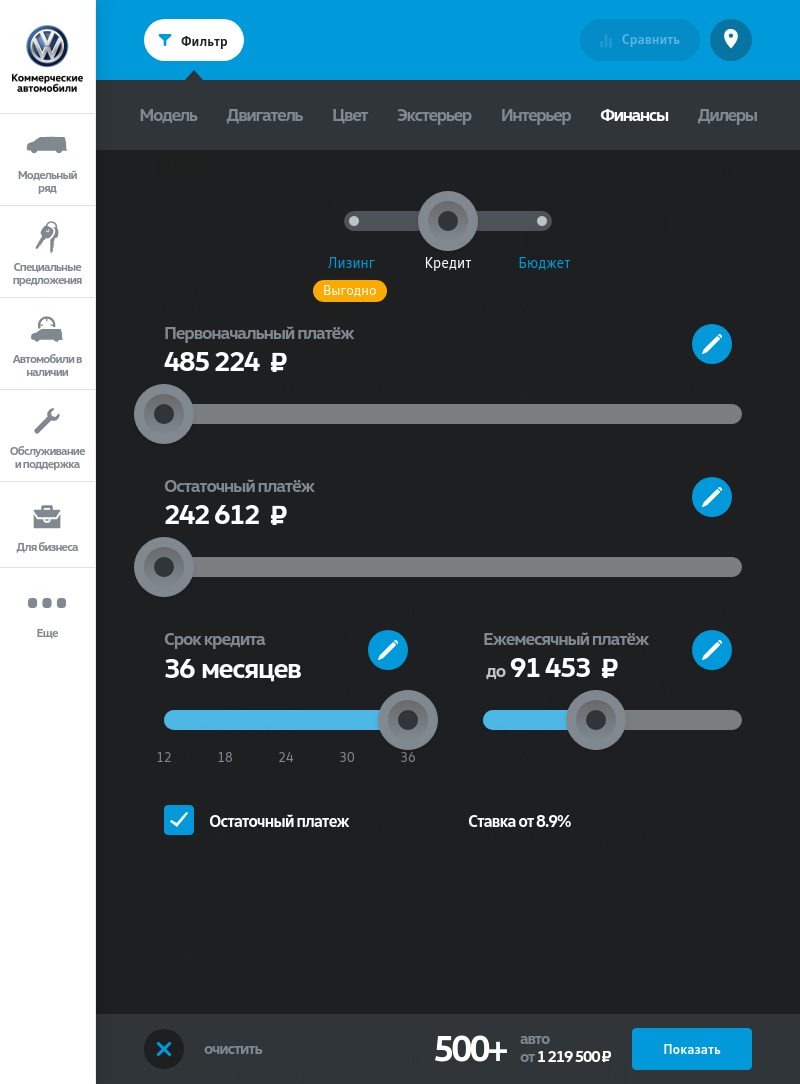 Фильтр
Сравнить
Коммерческие
автомобили
Модель Двигатель Цвет Экстерьер Интерьер Финансы Дилеры
Модельный
ряд
Специальные
предложения
Автомобили в
наличии
Обслуживание
и поддержка
Для бизнеса
Еще
Лизинг Кредит Бюджет
Выгодно
Первоначальный платёж
485 224 ₽
Остаточный платёж
242 612 ₽
Срок кредита
36 месяцев
12 18 24 30 36
Ежемесячный платёж
до 91 453 ₽
Остаточный платеж
Ставка от 8.9%
очистить
500+
авто
от 1 219 500 ₽
Показать